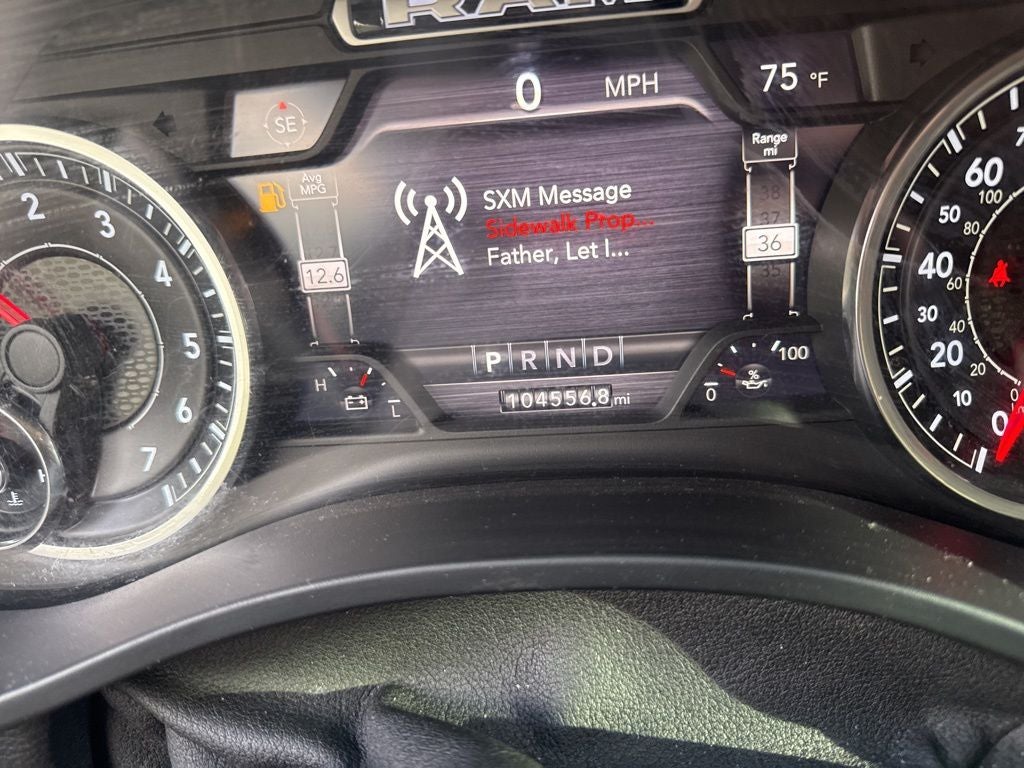 RAM
0 MPH
75 °F
SE
Avg
MPG
12.6
SXM Message
Sidewalk Prop...
Father, Let I...
Range
mi
38
37
36
35
P R N D
104556.8 mi
H L
% 0 100
2 3 4 5 6 7
60
50
40
30
20
10
0
100
80
60
40
20
0
H